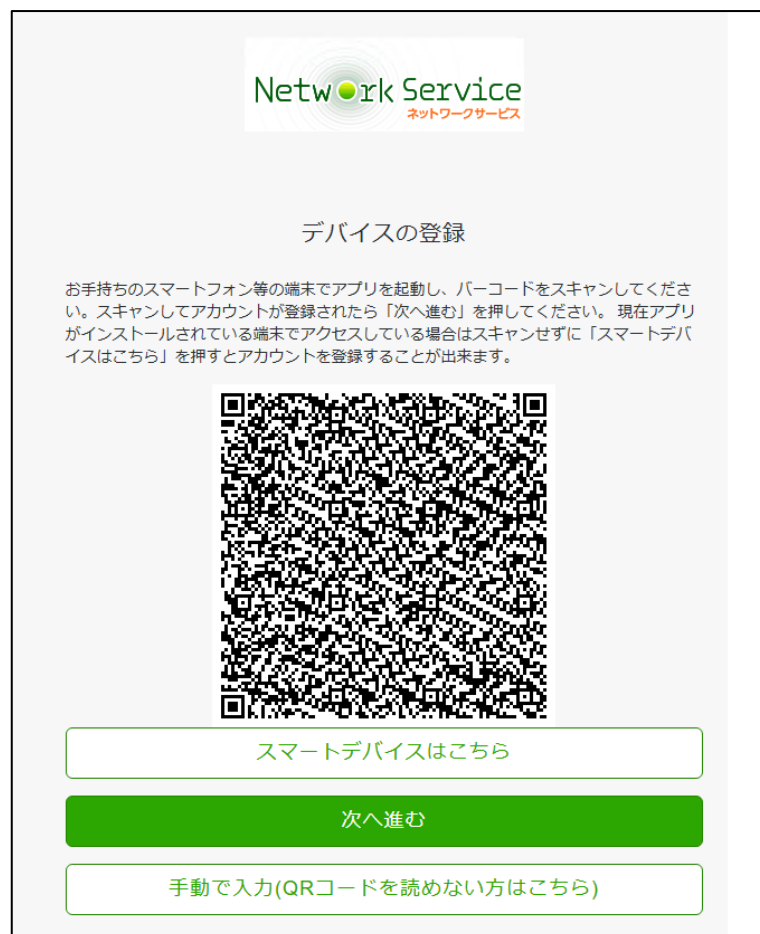 Network Service
ネットワークサービス
デバイスの登録
お手持ちのスマートフォン等の端末でアプリを起動し、バーコードをスキャンしてくださ
い。スキャンしてアカウントが登録されたら「次へ進む」を押してください。 現在アプリ
がインストールされている端末でアクセスしている場合はスキャンせずに「スマートデバ
イスはこちら」を押すとアカウントを登録することが出来ます。
スマートデバイスはこちら
次へ進む
手動で入力(QRコードを読めない方はこちら)